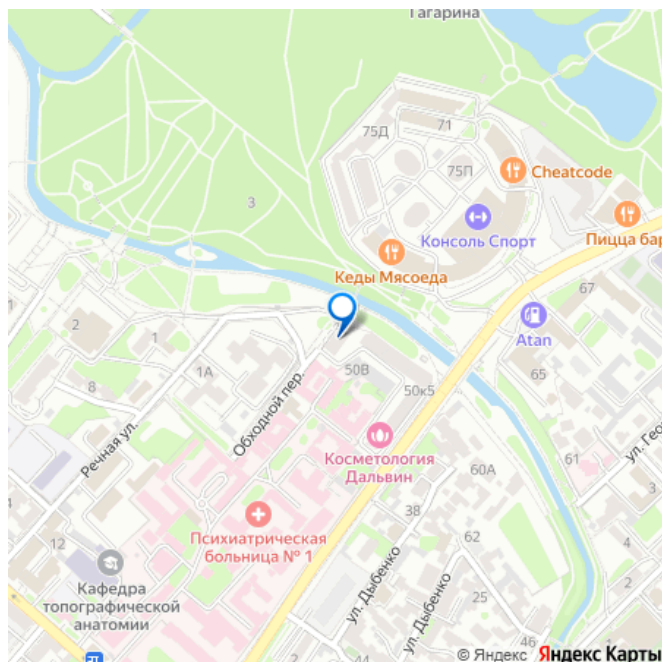 Гагарина
75Д
71
75П
Cheatcode
3
Консоль Спорт
Пицца бар
Кеды Мясоеда
67
2
Atan
1А
50В
65
8
50к5
Обходной пер.
Речная ул.
Косметология
Дальвин
60А
61
ул. Гео
Психиатрическая
больница № 1
38
62
4
12
Кафедра
топографической
анатомии
ул. Дыбенко
ул. Дыбенко
25
4
2
44
46
© Яндекс Яндекс Карты